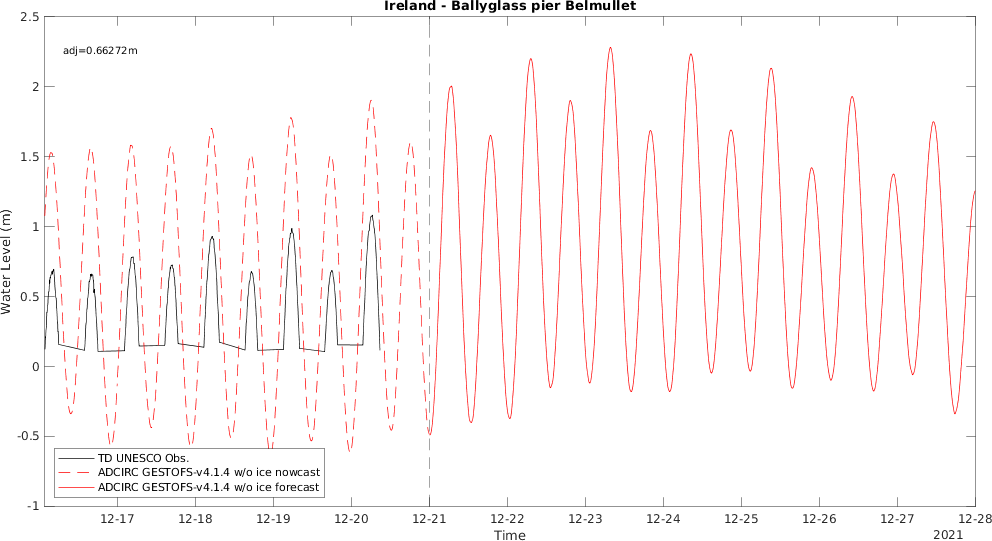 Ireland - Ballyglass pier Belmullet
adj=0.66272m
2.5
2
1.5
1
0.5
0
-0.5
-1
Water Level (m)
TD UNESCO Obs.
ADCIRC GESTOFS-v4.1.4 w/o ice nowcast
ADCIRC GESTOFS-v4.1.4 w/o ice forecast
12-17 12-18 12-19 12-20 12-21 12-22 12-23 12-24 12-25 12-26 12-27 12-28
Time
2021